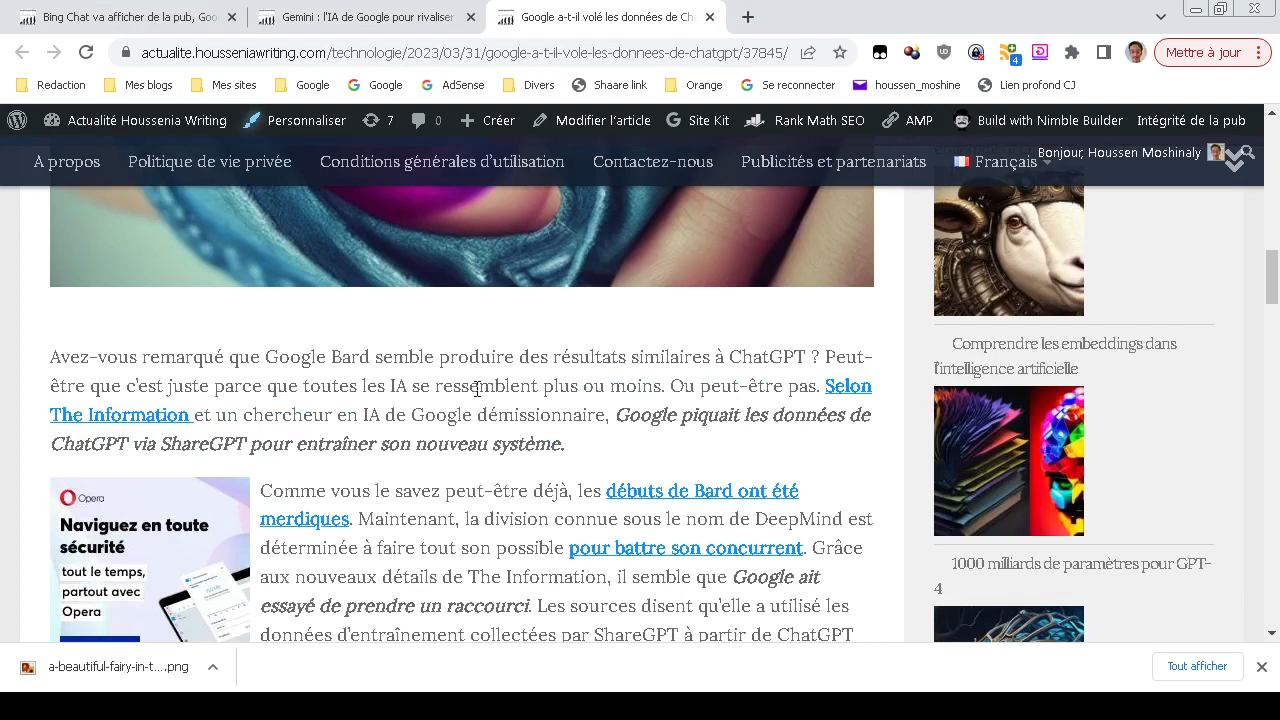 Bing Chat va afficher de la pub, Goo
Gemini : l'IA de Google pour rivaliser
Google a-t-il volé les données de Ch
actualite.housseniawriting.com/technologie/2023/03/31/google-a-t-il-vole-les-donnees-de-chatgpt/37845/
4
Mettre à jour
Redaction
Mes blogs
Mes sites
Google
Google
AdSense
Divers
Shaare link
Orange
Se reconnecter
houssen_moshine
Lien profond CJ
Actualité Houssenia Writing
Personnaliser
7
0
Créer
Modifier l'article
Site Kit
Rank Math SEO
AMP
Build with Nimble Builder
Intégrité de la pub
A propos
Politique de vie privée
Conditions générales d'utilisation
Contactez-nous
Publicités et partenariats
Français
Bonjour, Houssen Moshinaly
Avez-vous remarqué que Google Bard semble produire des résultats similaires à ChatGPT ? Peut-
être que c'est juste parce que toutes les IA se ressemblent plus ou moins. Ou peut-être pas. Selon
The Information et un chercheur en IA de Google démissionnaire, Google piquait les données de
ChatGPT via ShareGPT pour entraîner son nouveau système.
Opera
Naviguez en toute
sécurité
tout le temps,
partout avec
Opera
Comme vous le savez peut-être déjà, les débuts de Bard ont été
merdiques. Maintenant, la division connue sous le nom de DeepMind est
déterminée à faire tout son possible pour battre son concurrent. Grâce
aux nouveaux détails de The Information, il semble que Google ait
essayé de prendre un raccourci. Les sources disent qu'elle a utilisé les
données d'entraînement collectées par ShareGPT à partir de ChatGPT
Comprendre les embeddings dans
l'intelligence artificielle
1000 milliards de paramètres pour GPT-
4
a-beautiful-fairy-in-t....png
Tout afficher